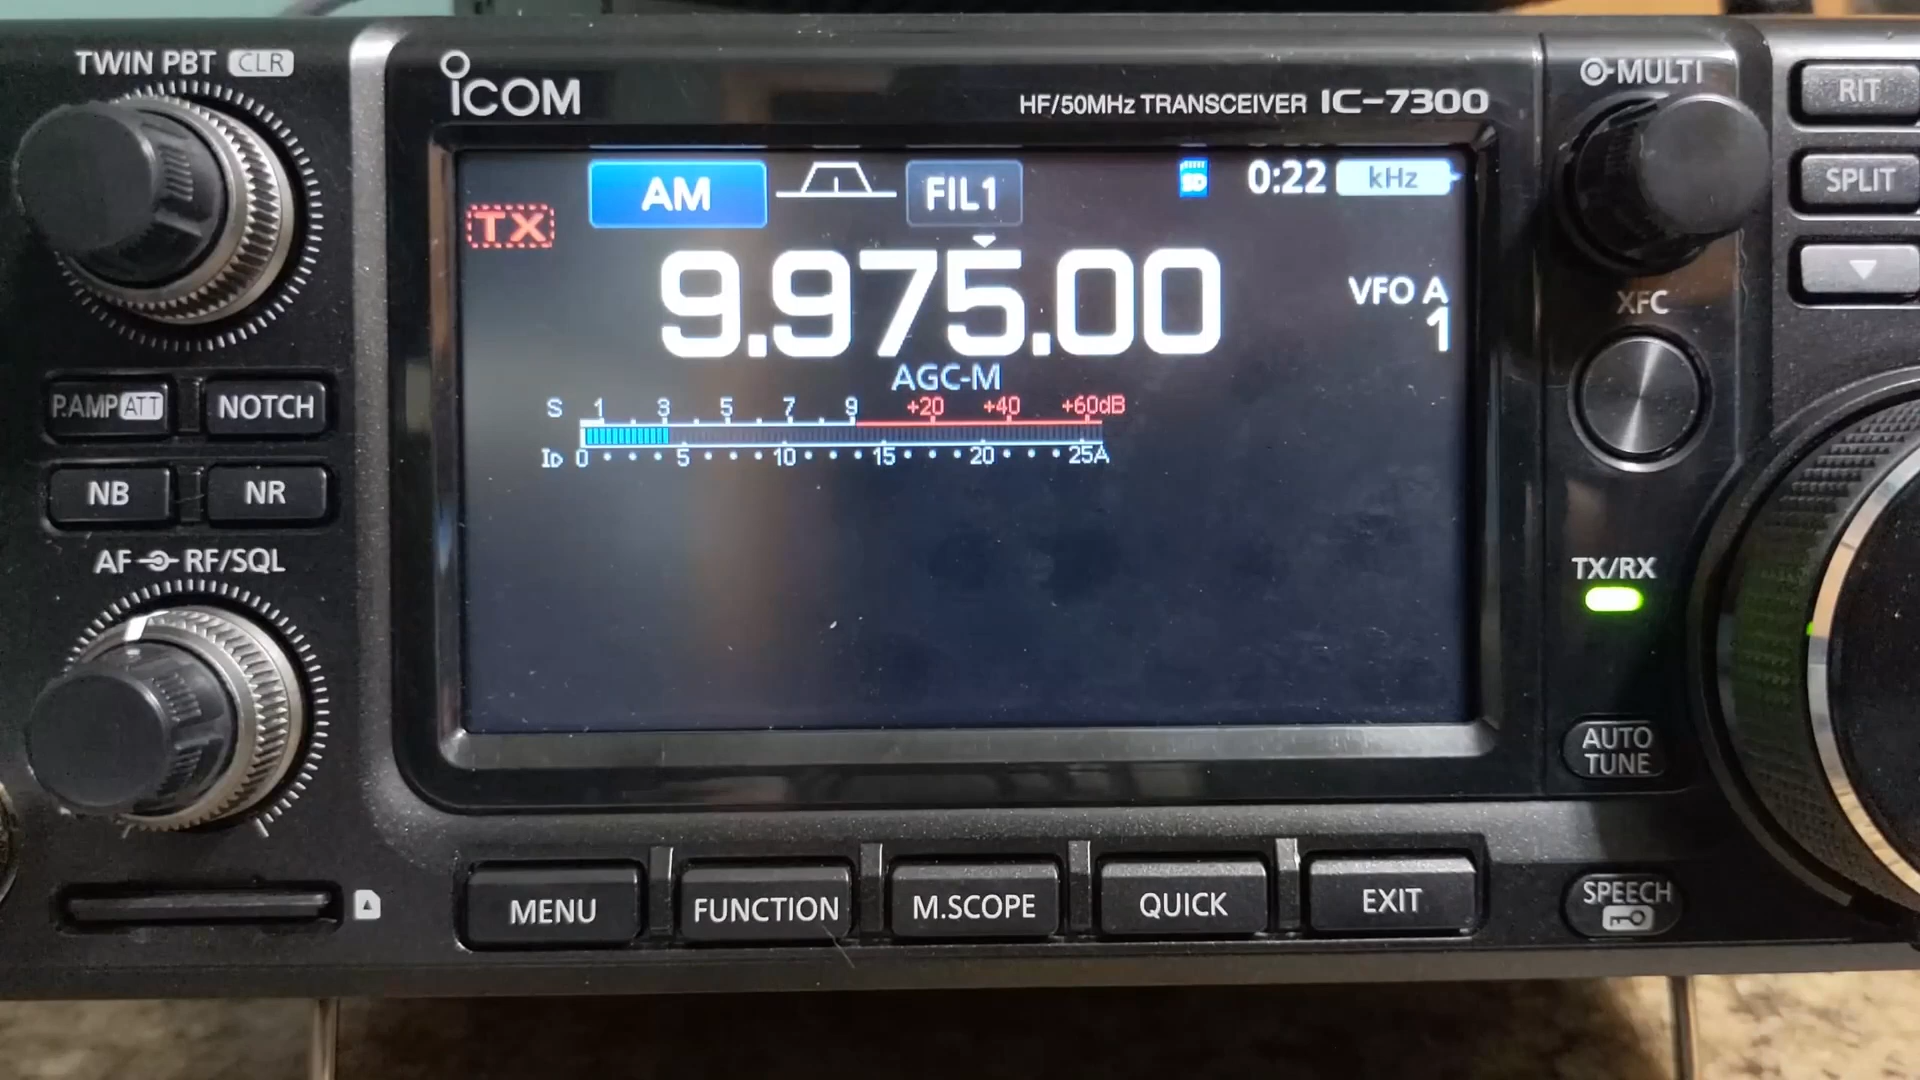 TWIN PBT CLR
ICOM
HF/50MHz TRANSCEIVER IC-7300
MULTI
RIT
SPLIT
TX
AM
FIL1
0:22
kHz
9.975.00
VFO A
1
XFC
AGC-M
S 1 3 5 7 9 +20 +40 +60dB
ID 0 5 10 15 20 25A
P.AMP ATT
NOTCH
NB
NR
AF RF/SQL
TX/RX
AUTO
TUNE
MENU
FUNCTION
M.SCOPE
QUICK
EXIT
SPEECH